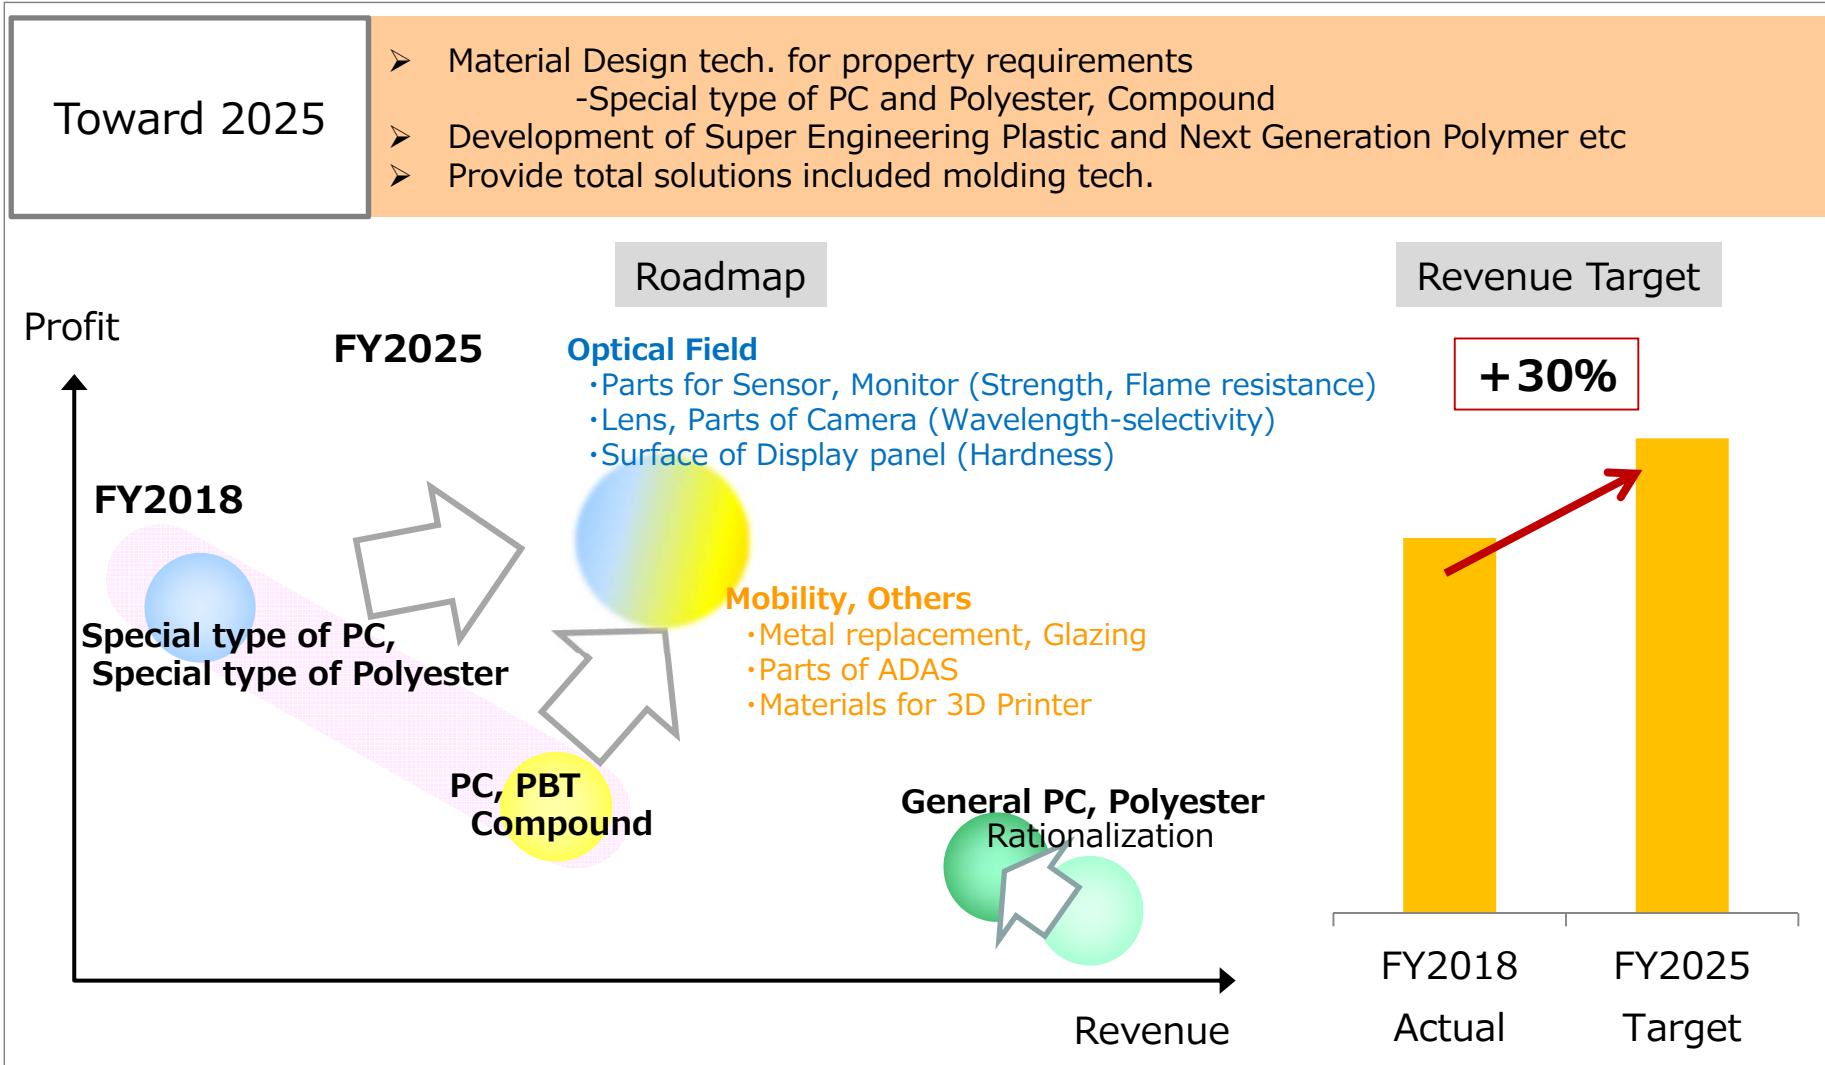 Toward 2025
➢ Material Design tech. for property requirements
-Special type of PC and Polyester, Compound
➢ Development of Super Engineering Plastic and Next Generation Polymer etc
➢ Provide total solutions included molding tech.
Roadmap
Revenue Target
Profit
FY2025
Optical Field
・Parts for Sensor, Monitor (Strength, Flame resistance)
・Lens, Parts of Camera (Wavelength-selectivity)
・Surface of Display panel (Hardness)
+30%
FY2018
Special type of PC,
Special type of Polyester
Mobility, Others
・Metal replacement, Glazing
・Parts of ADAS
・Materials for 3D Printer
PC, PBT
Compound
General PC, Polyester
Rationalization
Revenue
FY2018
Actual
FY2025
Target